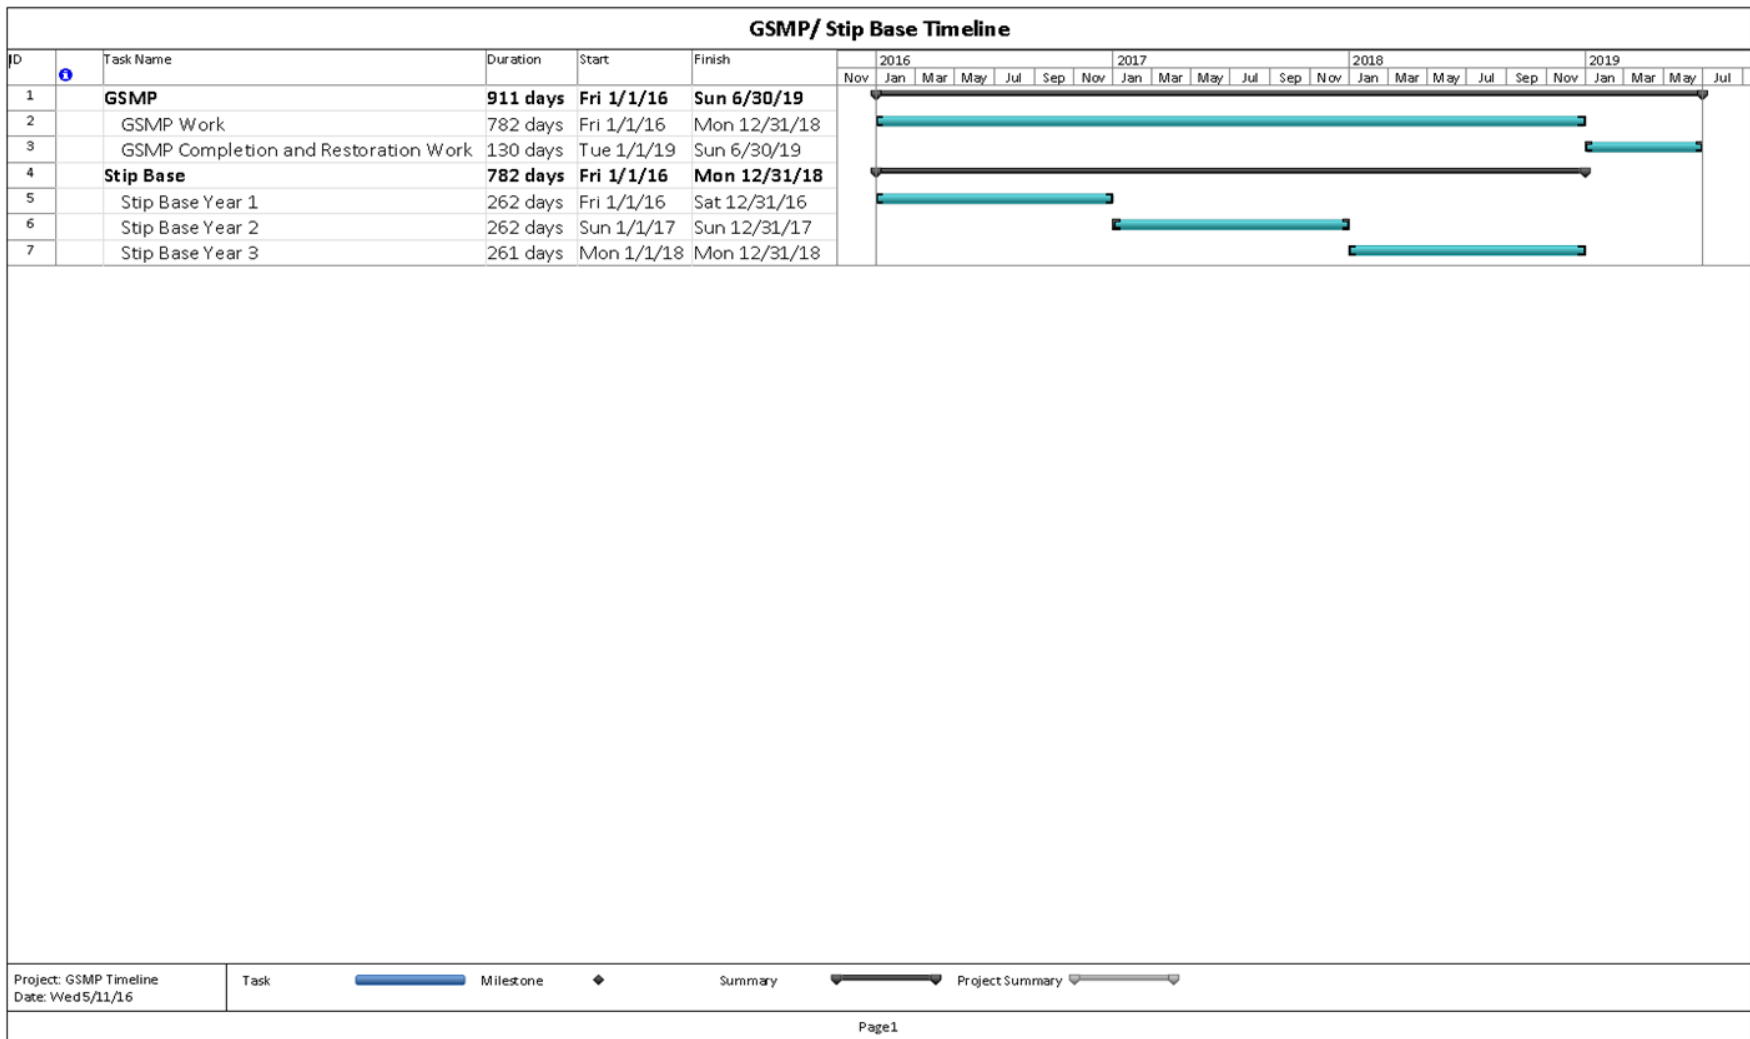 GSMP/ Stip Base Timeline
ID Task Name Duration Start Finish 2016 2017 2018 2019
Nov Jan Mar May Jul Sep Nov Jan Mar May Jul Sep Nov Jan Mar May Jul Sep Nov Jan Mar May Jul
1 GSMP 911 days Fri 1/1/16 Sun 6/30/19
2 GSMP Work 782 days Fri 1/1/16 Mon 12/31/18
3 GSMP Completion and Restoration Work 130 days Tue 1/1/19 Sun 6/30/19
4 Stip Base 782 days Fri 1/1/16 Mon 12/31/18
5 Stip Base Year 1 262 days Fri 1/1/16 Sat 12/31/16
6 Stip Base Year 2 262 days Sun 1/1/17 Sun 12/31/17
7 Stip Base Year 3 261 days Mon 1/1/18 Mon 12/31/18
Project: GSMP Timeline
Date: Wed 5/11/16
Task Milestone Summary Project Summary
Page1